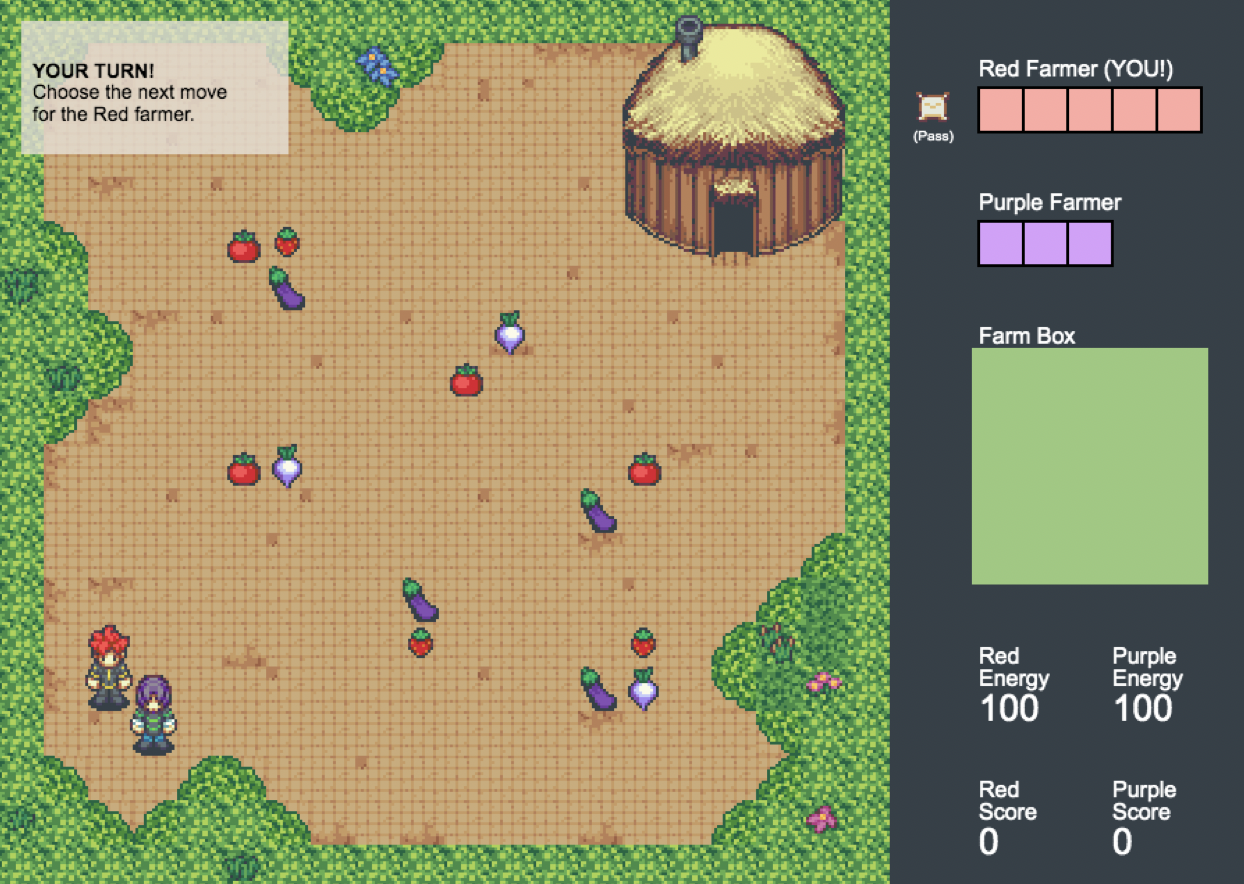 YOUR TURN!
Choose the next move
for the Red farmer.
Red Farmer (YOU!)
(Pass)
Purple Farmer
Farm Box
Red
Energy
100
Purple
Energy
100
Red
Score
0
Purple
Score
0